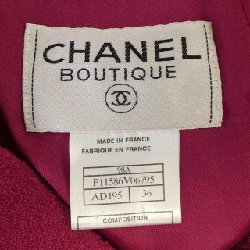 CHANEL
BOUTIQUE
MADE IN FRANCE
FABRIQUE EN FRANCE
98A
P11586V06795
AD195 36
COMPOSITION